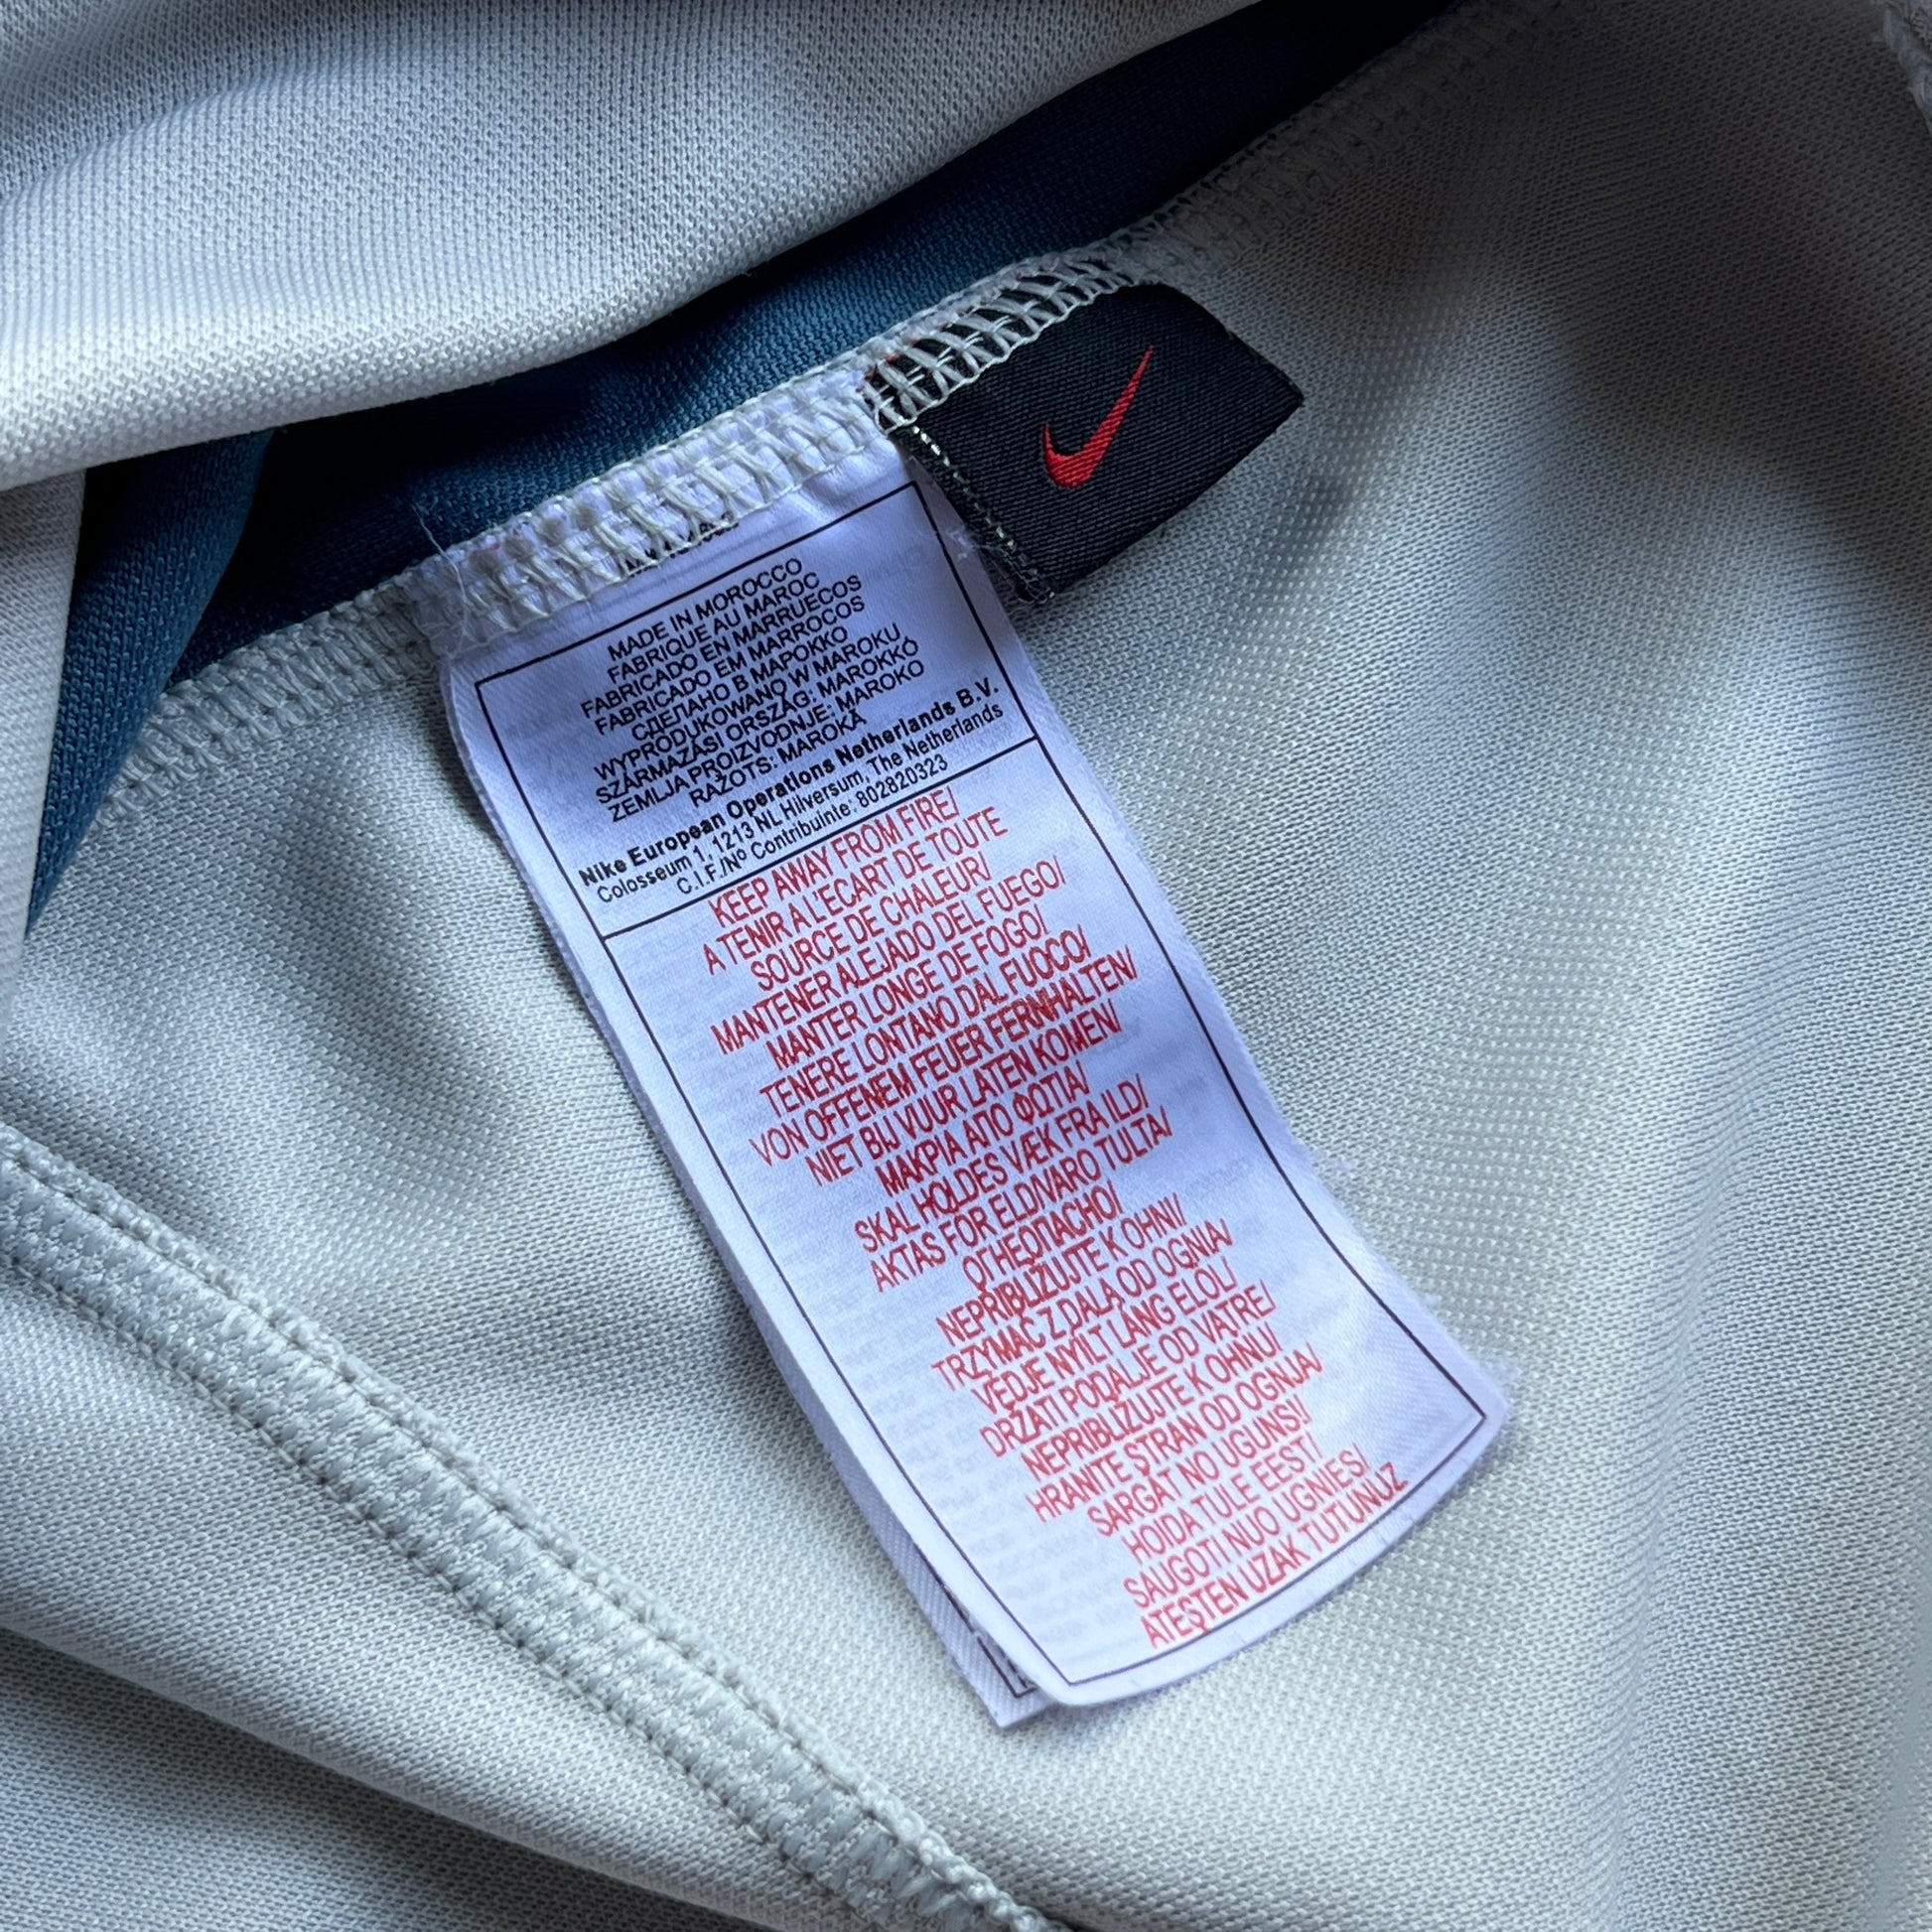 MADE IN MOROCCO
FABRIQUE AU MAROC
FABRICADO EN MARRUECOS
FABRICADO EM MARROCOS
СДЕЛАНО В МАРОККО
WYPRODUKOWANO W MAROKU
SZÁRMAZÁSI ORSZÁG: MAROKKÓ
ZEMLJA PROIZVODNJE: MAROKO
RAŽOTS: MAROKĀ
Nike European Operations Netherlands B.V.
Colosseum 1, 1213 NL Hilversum, The Netherlands
C.I.F./Nº Contribuinte: 802820323
KEEP AWAY FROM FIRE/
A TENIR A L'ECART DE TOUTE
SOURCE DE CHALEUR/
MANTENER ALEJADO DEL FUEGO/
MANTER LONGE DE FOGO/
TENERE LONTANO DAL FUOCO/
VON OFFENEM FEUER FERNHALTEN/
NIET BIJ VUUR LATEN KOMEN/
ΜΑΚΡΙΑ ΑΠΟ ΦΩΤΙΑ/
SKAL HOLDES VÆK FRA ILD/
AKTAS FÖR ELD/VARO TULTA/
ОГНЕОПАСНО/
NEPŘIBLIŽUJTE K OHNI/
TRZYMAĆ Z DALA OD OGNIA/
VÉDJE NYÍLT LÁNG ELŐL/
DRŽATI PODALJE OD VATRE/
NEPRIBLIŽUJTE K OHŇU/
HRANITE STRAN OD OGNJA/
SARGĀT NO UGUNS!/
HOIDA TULE EEST/
SAUGOTI NUO UGNIES/
ATEŞTEN UZAK TUTUNUZ